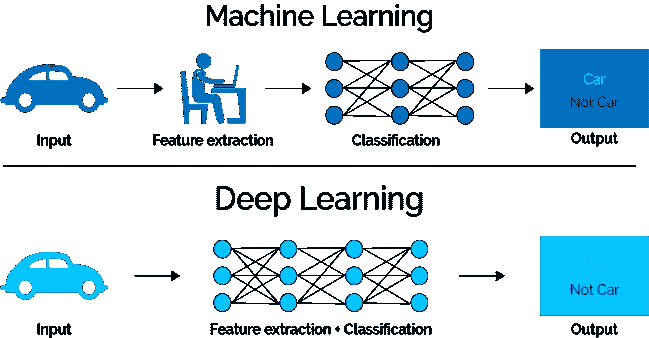 Machine Learning
Car
Not Car
Input
Feature extraction
Classification
Output
Deep Learning
Not Car
Input
Feature extraction + Classification
Output